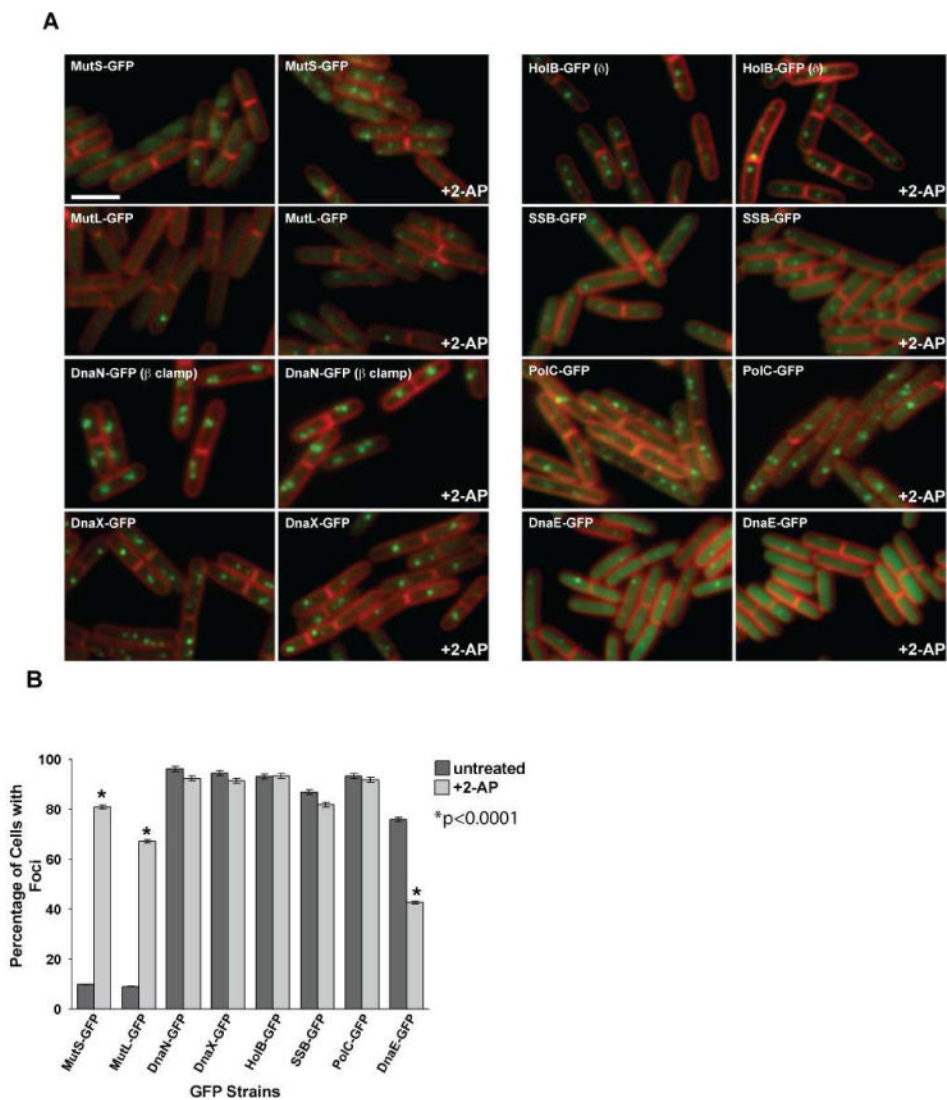 A
MutS-GFP
MutS-GFP
+2-AP
HolB-GFP (δ)
HolB-GFP (δ)
+2-AP
MutL-GFP
MutL-GFP
+2-AP
SSB-GFP
SSB-GFP
+2-AP
DnaN-GFP (β clamp)
DnaN-GFP (β clamp)
+2-AP
PolC-GFP
PolC-GFP
+2-AP
DnaX-GFP
DnaX-GFP
+2-AP
DnaE-GFP
DnaE-GFP
+2-AP
B
Percentage of Cells with
Foci
100
80
60
40
20
0
*
*
*
untreated
+2-AP
*p<0.0001
MutS-GFP
MutL-GFP
DnaN-GFP
DnaX-GFP
HolB-GFP
SSB-GFP
PolC-GFP
DnaE-GFP
GFP Strains